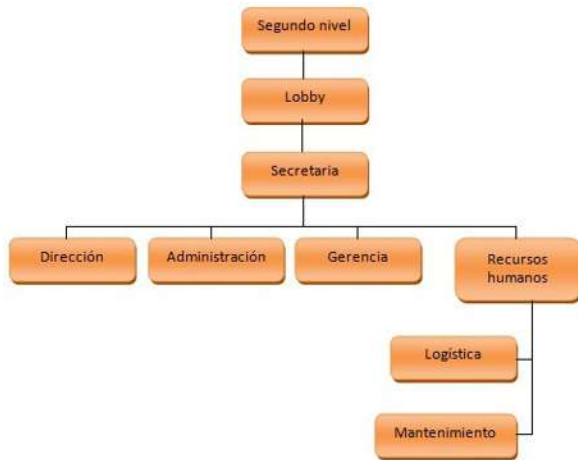 Segundo nivel
Lobby
Secretaria
Dirección
Administración
Gerencia
Recursos
humanos
Logística
Mantenimiento